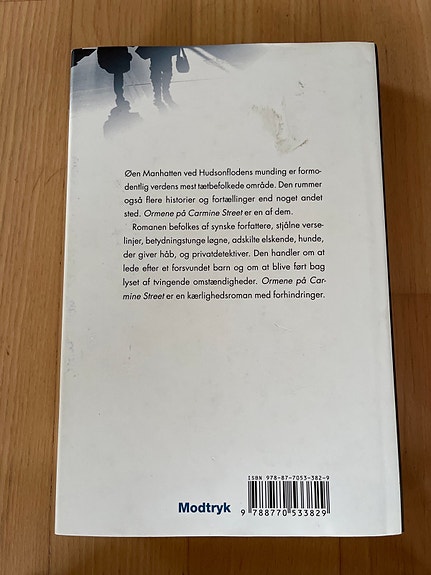 Øen Manhatten ved Hudsonflodens munding er formo-
dentlig verdens mest tætbefolkede område. Den rummer
også flere historier og fortællinger end noget andet
sted. Ormene på Carmine Street er en af dem.
Romanen befolkes af synske forfattere, stjålne verse-
linjer, betydningstunge løgne, adskilte elskende, hunde,
der giver håb, og privatdetektiver. Den handler om at
lede efter et forsvundet barn og om at blive ført bag
lyset af tvingende omstændigheder. Ormene på Car-
mine Street er en kærlighedsroman med forhindringer.
ISBN 978-87-7053-382-9
Modtryk
9 788770 533829